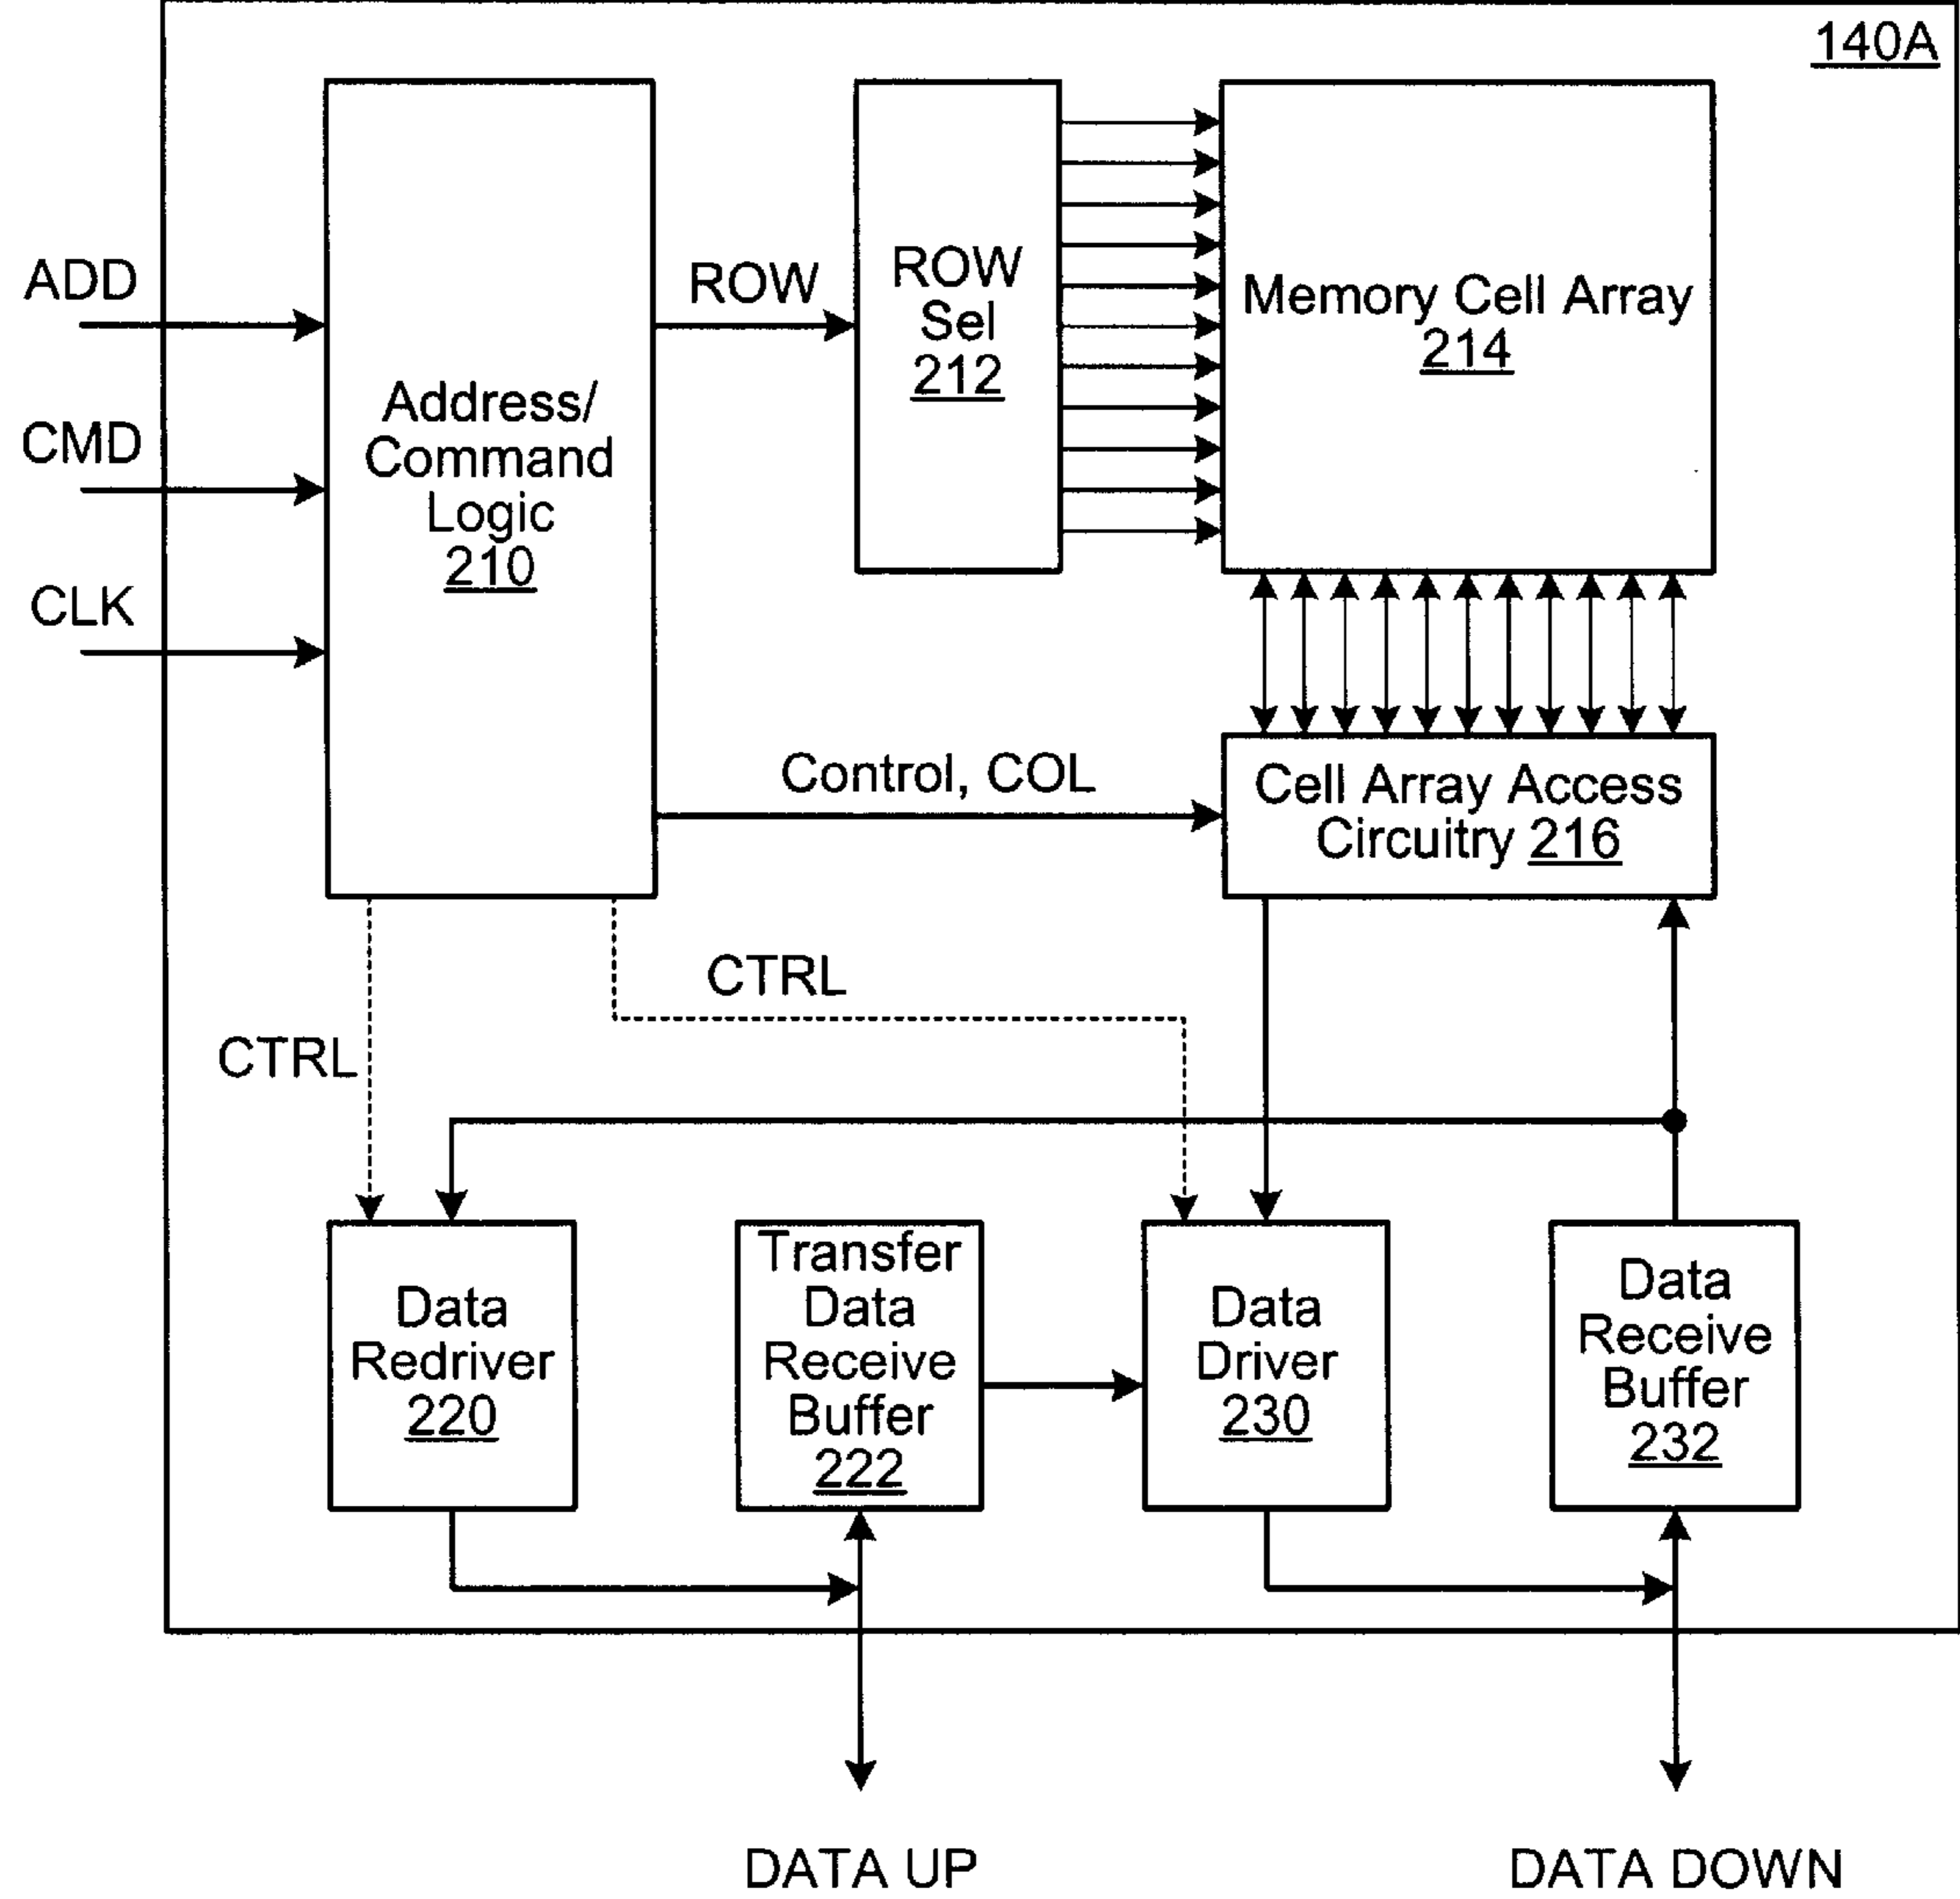 140A
ADD
CMD
CLK
Address/
Command
Logic
210
ROW
ROW
Sel
212
Memory Cell Array
214
Control, COL
Cell Array Access
Circuitry 216
CTRL
CTRL
Data
Redriver
220
Transfer
Data
Receive
Buffer
222
Data
Driver
230
Data
Receive
Buffer
232
DATA UP
DATA DOWN